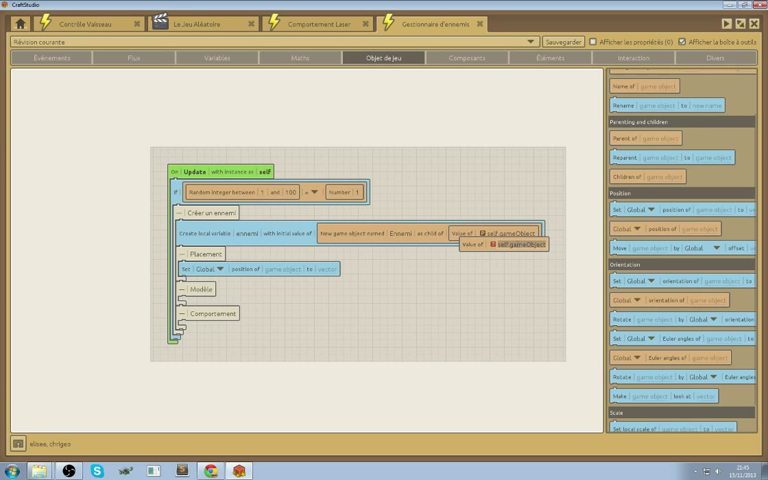 CraftStudio
Contrôle Vaisseau
Le Jeu Aléatoire
Comportement Laser
Gestionnaire d'ennemis
Révision courante
Sauvegarder
Afficher les propriétés (0)
Afficher la boîte à outils
Événements
Flux
Variables
Maths
Objet de jeu
Composants
Éléments
Interaction
Divers
On Update with instance as self
If Random integer between 1 and 100 = Number 1
Créer un ennemi
Create local variable ennemi with initial value of New game object named Ennemi as child of Value of self.gameObject
Value of self.gameObject
Placement
Set Global position of game object to vector
Modèle
Comportement
Name of game object
Rename game object to new name
Parenting and children
Parent of game object
Reparent game object to game object
Children of game object
Position
Set Global position of game object to ve
Global position of game object
Move game object by Global offset v
Orientation
Set Global orientation of game object to
Global orientation of game object
Rotate game object by Global orientation
Set Global Euler angles of game object
Global Euler angles of game object
Rotate game object by Global Euler angles
Make game object look at vector
Scale
Set local scale of game object to vector
elisee, chrigeo
21:45
15/12/2013